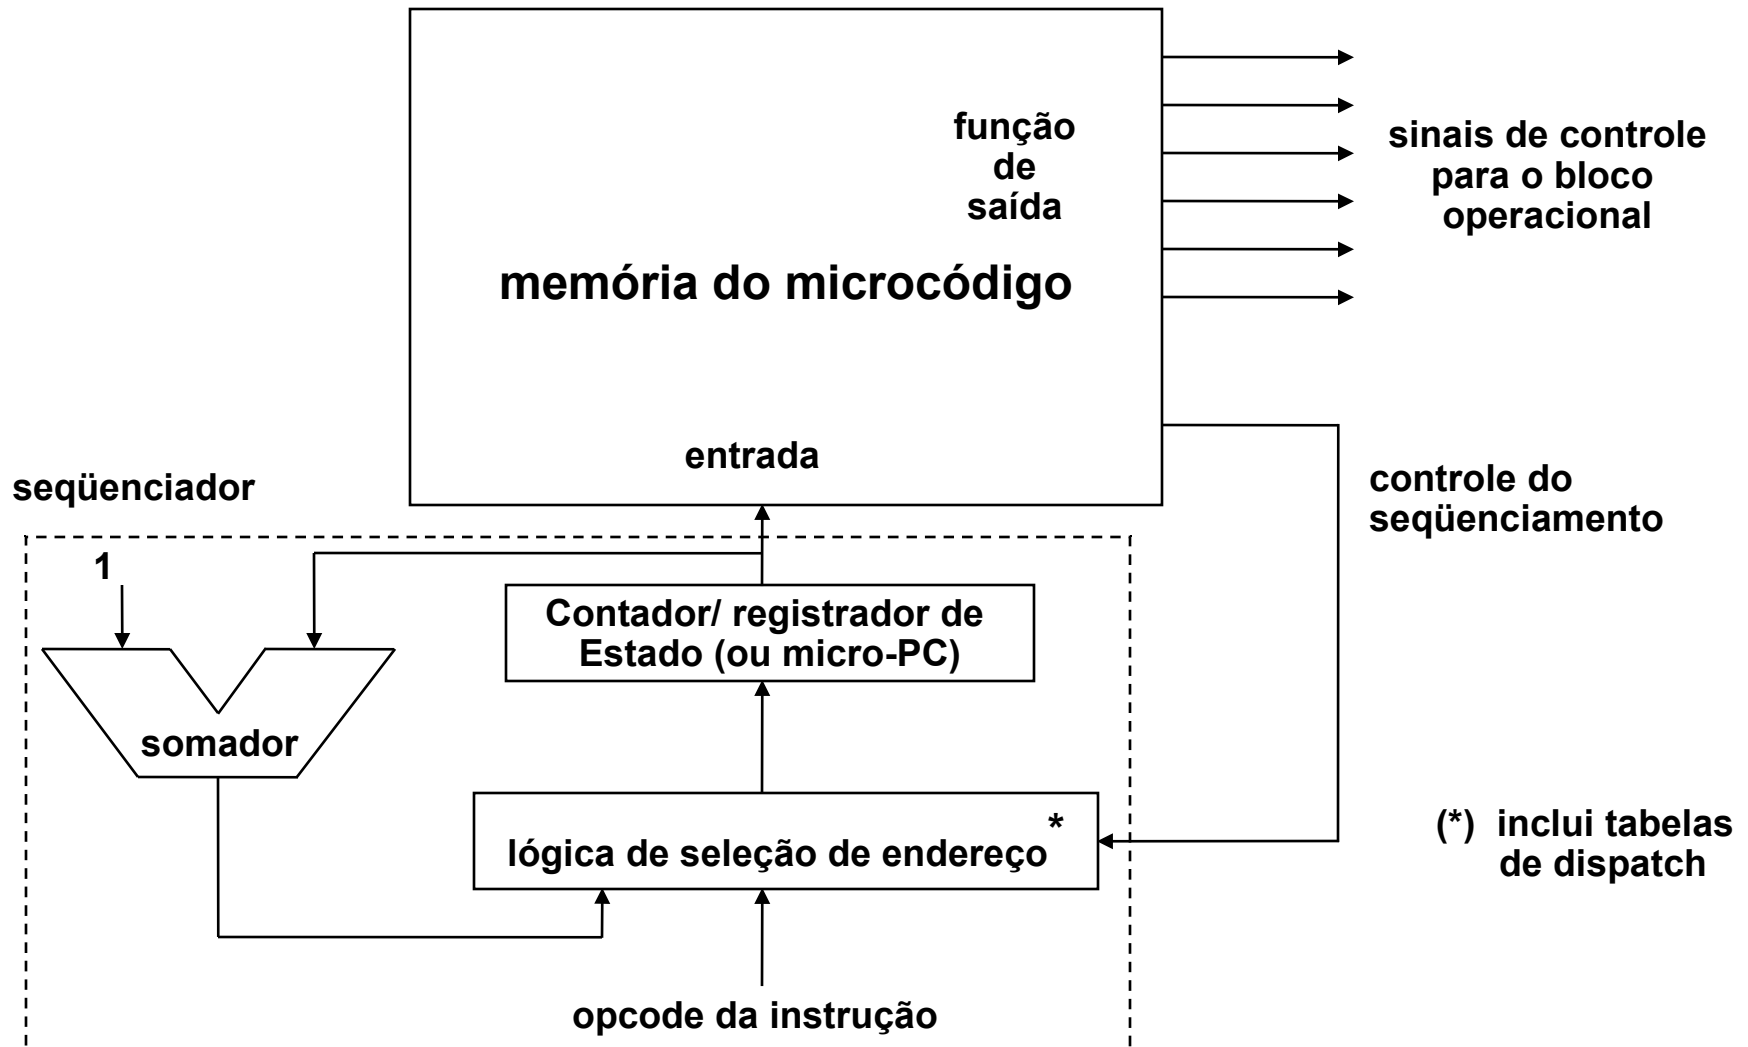 função
de
saída
sinais de controle
para o bloco
operacional
memória do microcódigo
entrada
seqüenciador
controle do
seqüenciamento
1
Contador/ registrador de
Estado (ou micro-PC)
somador
lógica de seleção de endereço*
(*) inclui tabelas
de dispatch
opcode da instrução